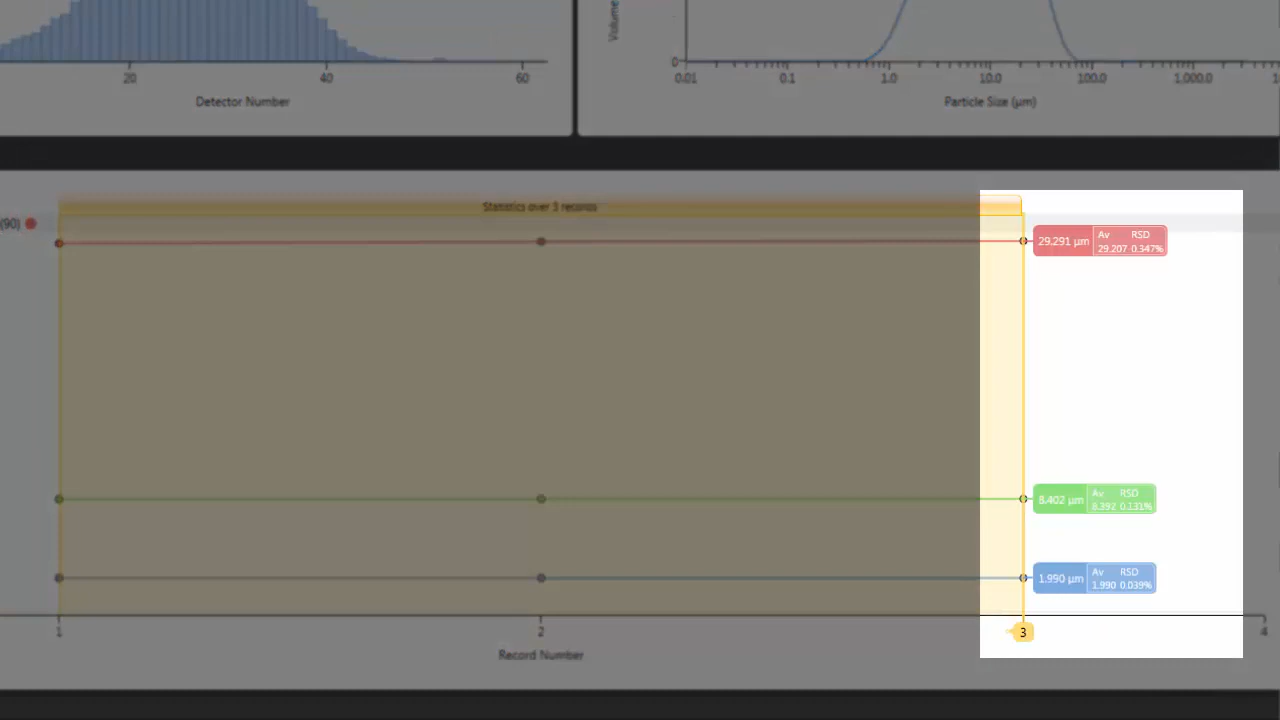 Volume
0
20
40
60
0.01
0.1
1.0
10.0
100.0
1,000.0
Detector Number
Particle Size (µm)
Statistics over 3 records
(90)
29.291 µm
Av RSD
29.207 0.347%
8.402 µm
Av RSD
8.392 0.131%
1.990 µm
Av RSD
1.990 0.039%
1
2
3
4
Record Number